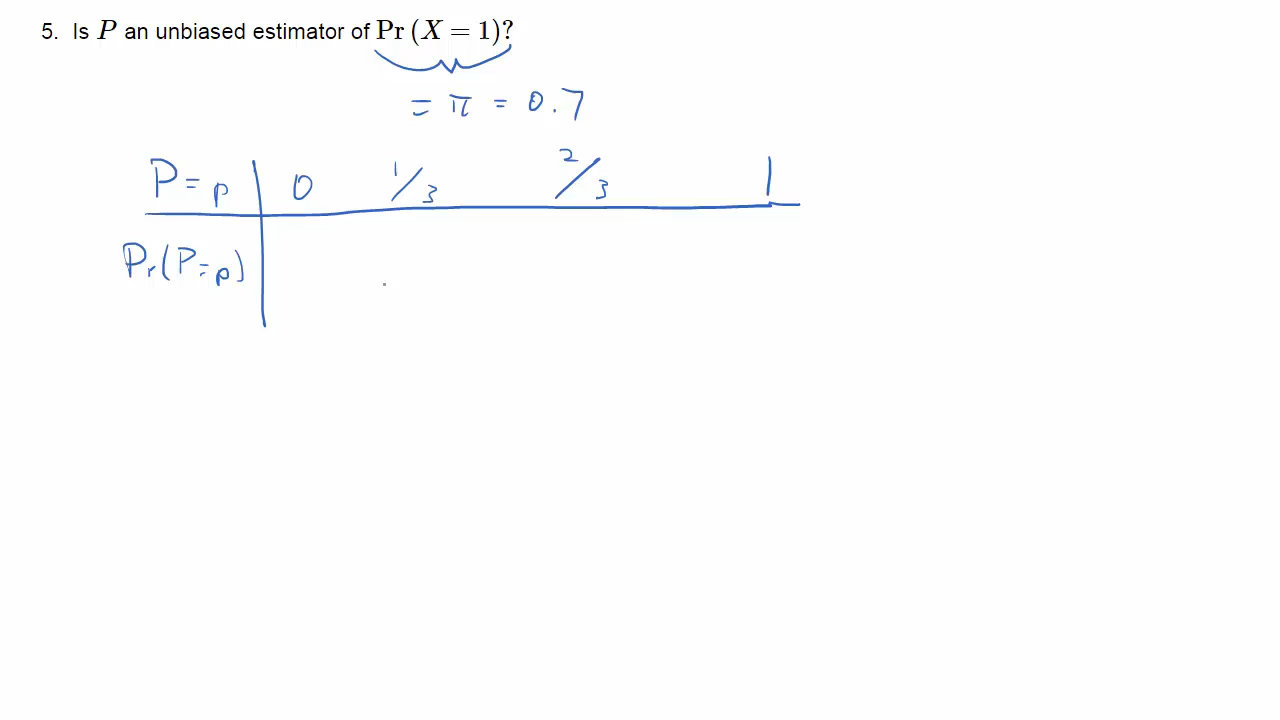 5. Is P an unbiased estimator of Pr (X = 1)?
= π = 0.7
P = p 0 1/3 2/3 1
Pr(P = p)